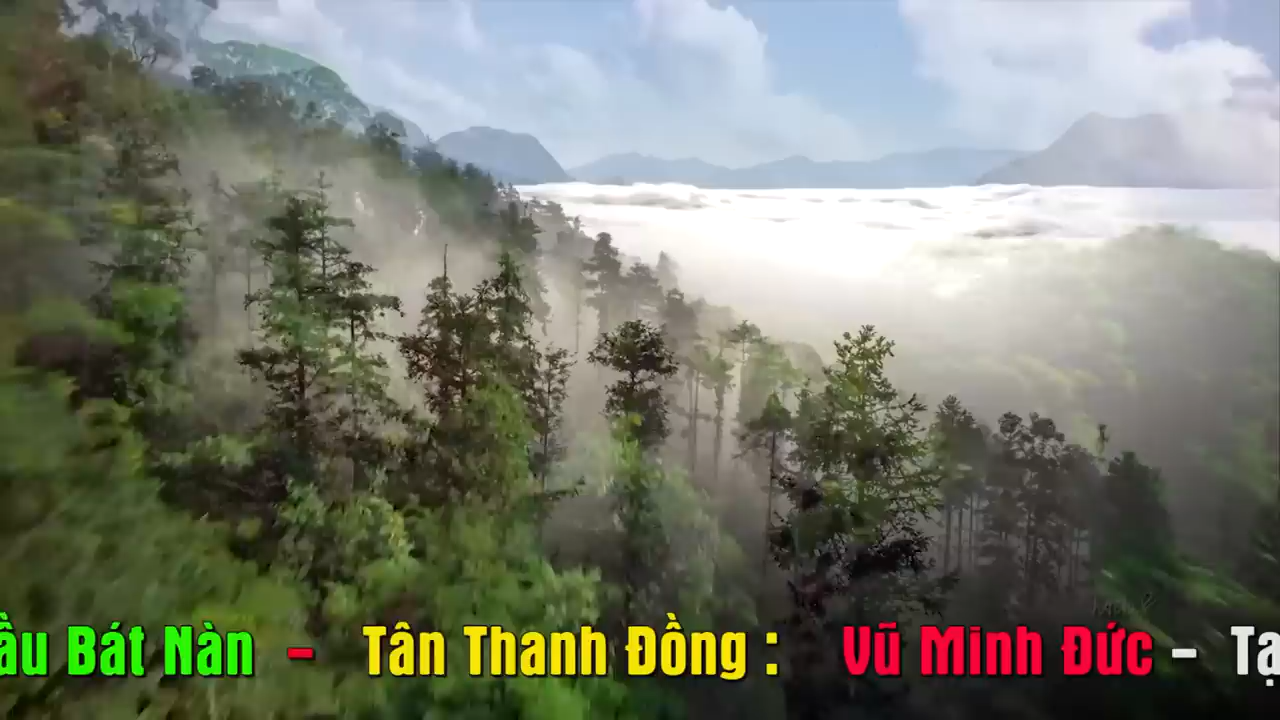 ầu Bát Nàn – Tân Thanh Đồng : Vũ Minh Đức – Tạ